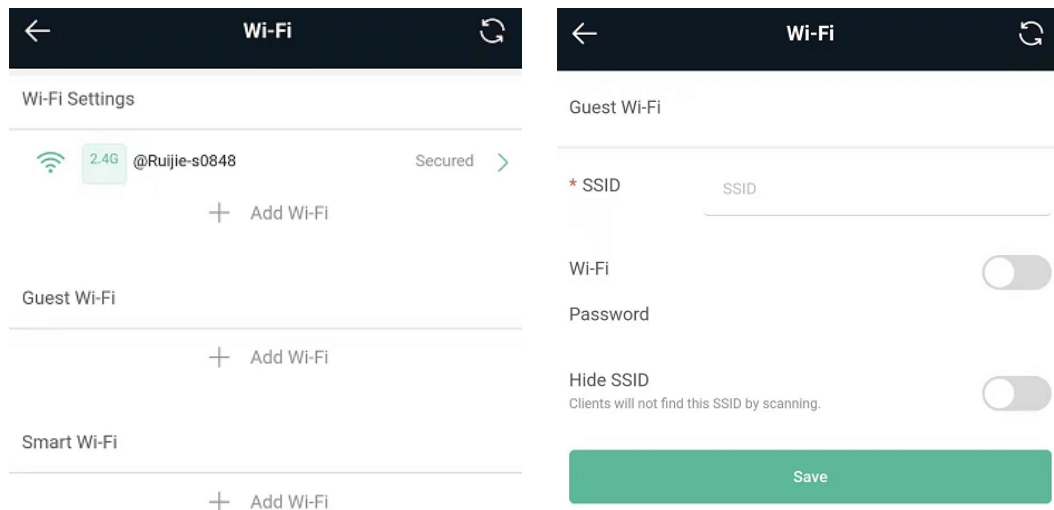 Wi-Fi
Wi-Fi Settings
2.4G @Ruijie-s0848 Secured
Add Wi-Fi
Guest Wi-Fi
Add Wi-Fi
Smart Wi-Fi
Add Wi-Fi
Wi-Fi
Guest Wi-Fi
* SSID SSID
Wi-Fi
Password
Hide SSID
Clients will not find this SSID by scanning.
Save